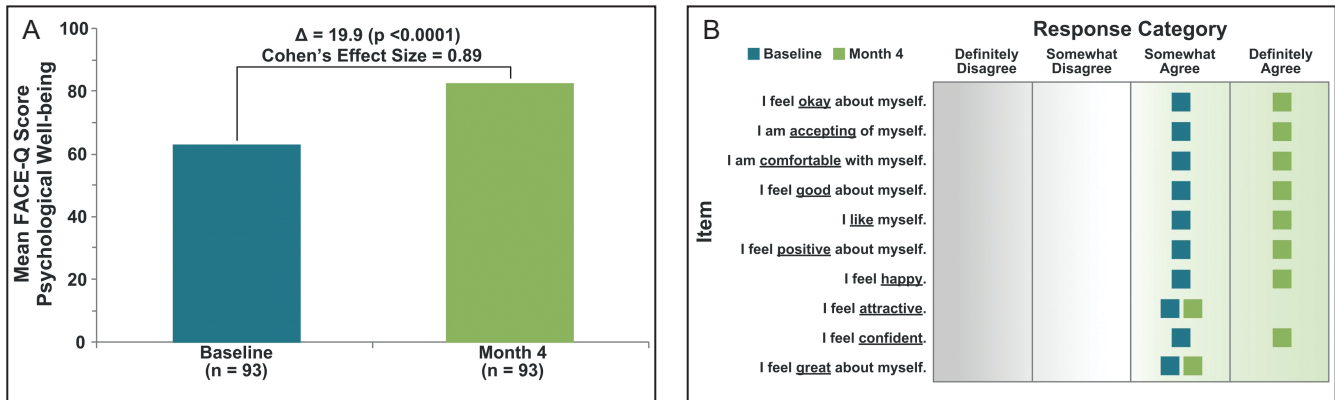 A
Δ = 19.9 (p <0.0001)
Cohen's Effect Size = 0.89
Mean FACE-Q Score
Psychological Well-being
100
80
60
40
20
0
Baseline
(n = 93)
Month 4
(n = 93)
B
Response Category
Baseline
Month 4
Definitely
Disagree
Somewhat
Disagree
Somewhat
Agree
Definitely
Agree
Item
I feel okay about myself.
I am accepting of myself.
I am comfortable with myself.
I feel good about myself.
I like myself.
I feel positive about myself.
I feel happy.
I feel attractive.
I feel confident.
I feel great about myself.